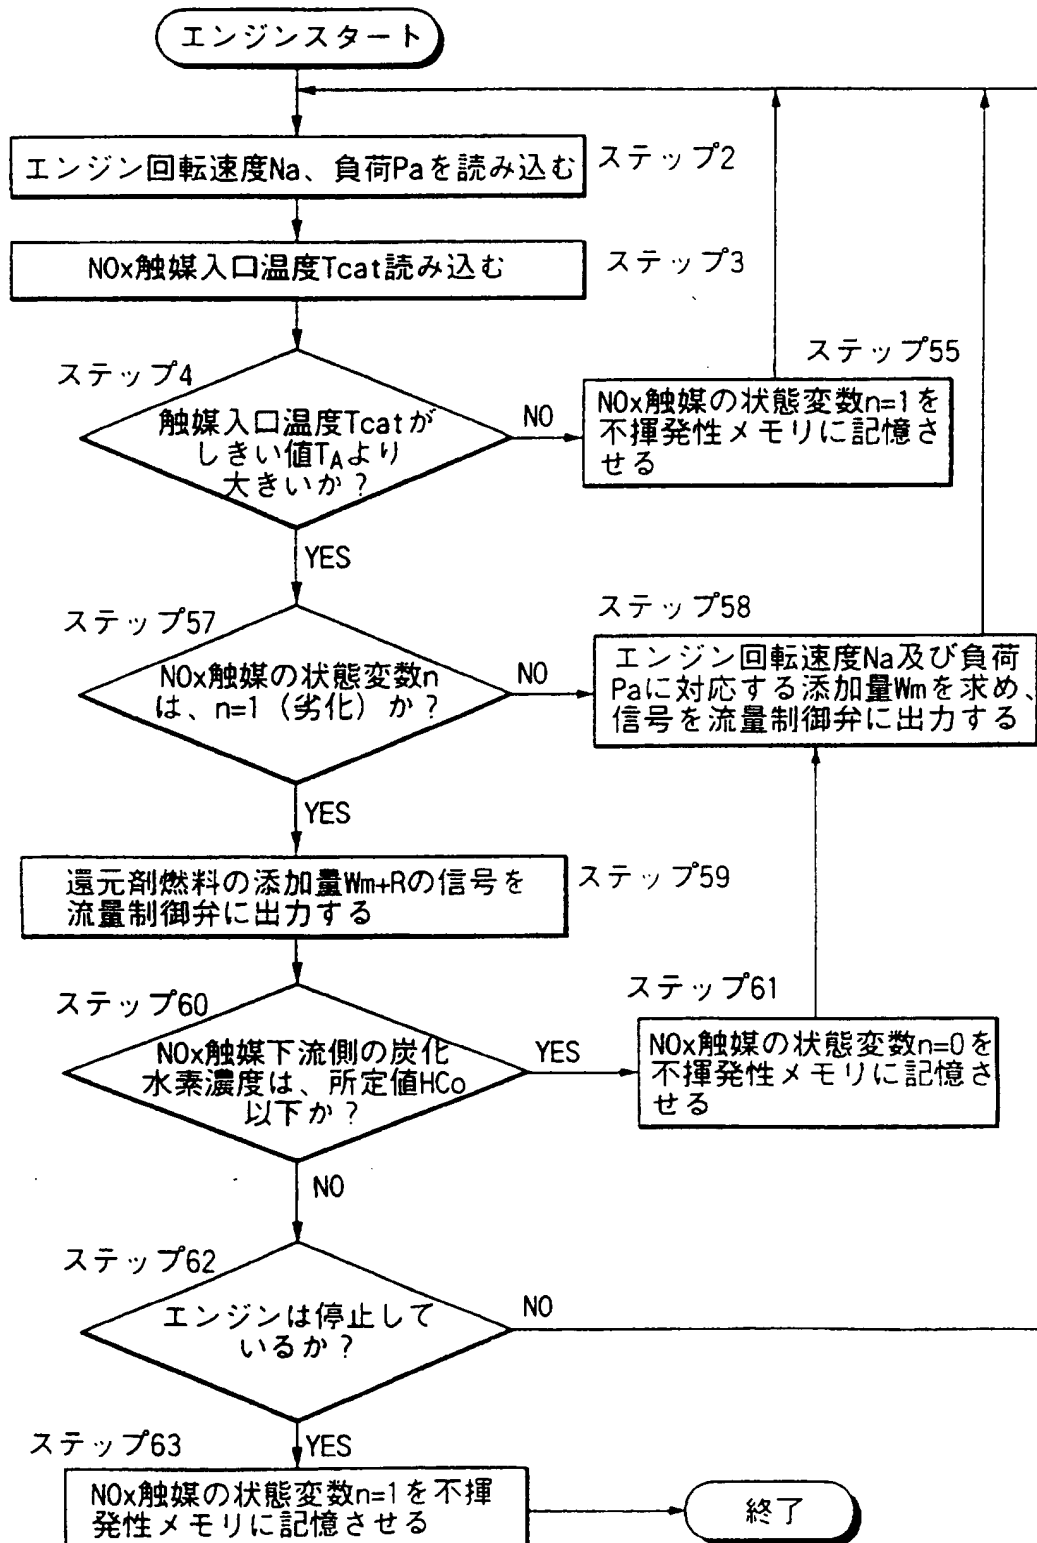 エンジンスタート
エンジン回転速度Na、負荷Paを読み込む
ステップ2
NOx触媒入口温度Tcat読み込む
ステップ3
ステップ4
触媒入口温度Tcatが
しきい値TAより
大きいか？
NO
ステップ55
NOx触媒の状態変数n=1を
不揮発性メモリに記憶さ
せる
YES
ステップ57
NOx触媒の状態変数n
は、n=1（劣化）か？
NO
ステップ58
エンジン回転速度Na及び負荷
Paに対応する添加量Wmを求め、
信号を流量制御弁に出力する
YES
還元剤燃料の添加量Wm+Rの信号を
流量制御弁に出力する
ステップ59
ステップ60
NOx触媒下流側の炭化
水素濃度は、所定値HCo
以下か？
YES
ステップ61
NOx触媒の状態変数n=0を
不揮発性メモリに記憶さ
せる
NO
ステップ62
エンジンは停止して
いるか？
NO
YES
ステップ63
NOx触媒の状態変数n=1を不揮
発性メモリに記憶させる
終了